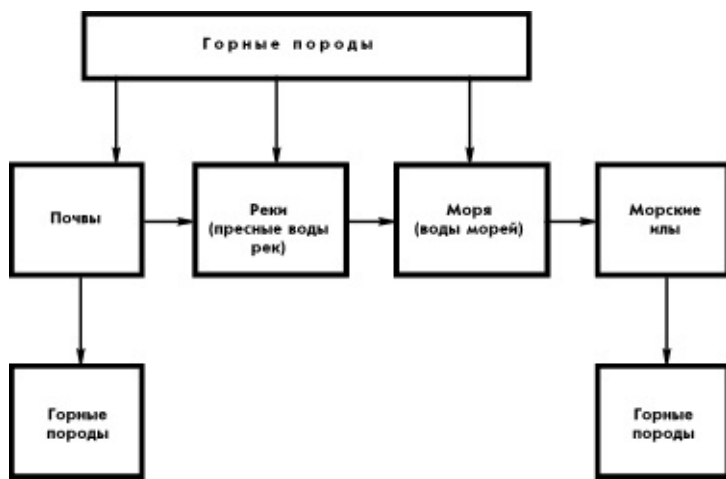 Горные породы
Почвы
Реки
(пресные воды
рек)
Моря
(воды морей)
Морские
илы
Горные
породы
Горные
породы